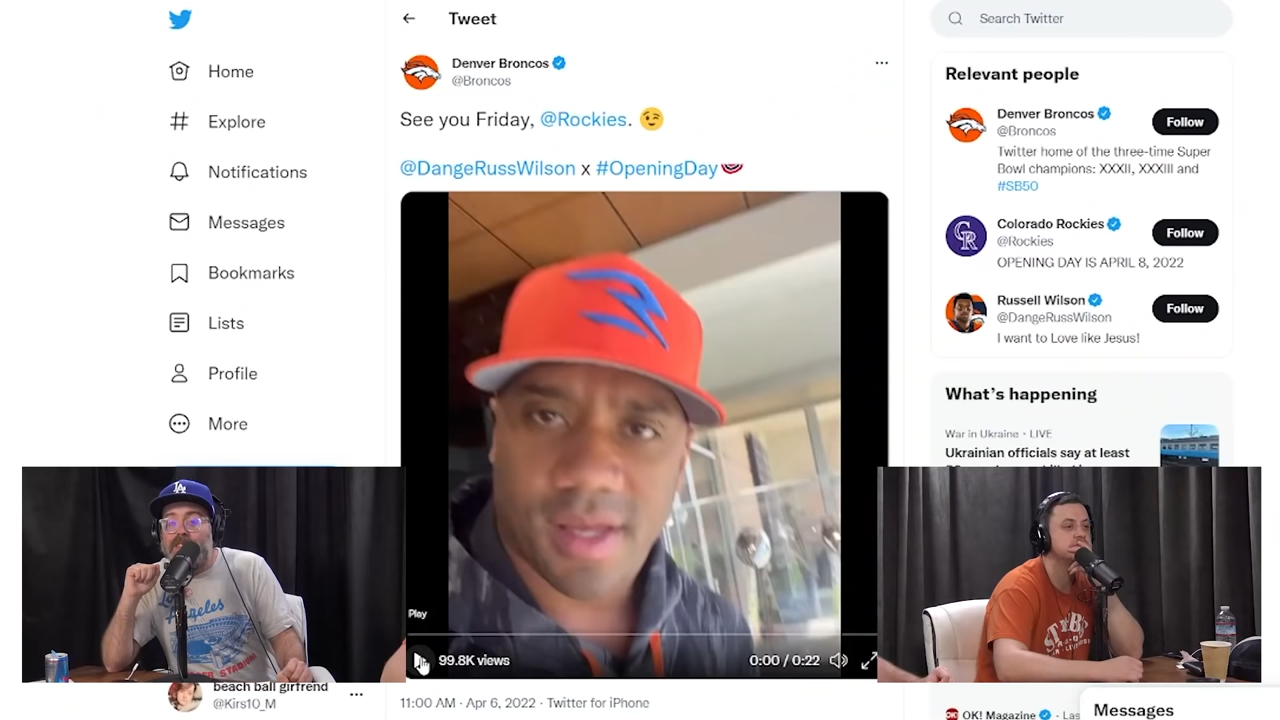 Tweet
Search Twitter
Home
Explore
Notifications
Messages
Bookmarks
Lists
Profile
More
Denver Broncos
@Broncos
See you Friday, @Rockies. 😉
@DangeRussWilson x #OpeningDay
Play
99.8K views
0:00 / 0:22
11:00 AM · Apr 6, 2022 · Twitter for iPhone
Relevant people
Denver Broncos
@Broncos
Follow
Twitter home of the three-time Super
Bowl champions: XXXII, XXXIII and
#SB50
Colorado Rockies
@Rockies
Follow
OPENING DAY IS APRIL 8, 2022
Russell Wilson
@DangeRussWilson
Follow
I want to Love like Jesus!
What's happening
War in Ukraine · LIVE
Ukrainian officials say at least
LA
Los Angeles
beach ball girlfrend
@Kirs10_M
OK! Magazine
Messages
CR